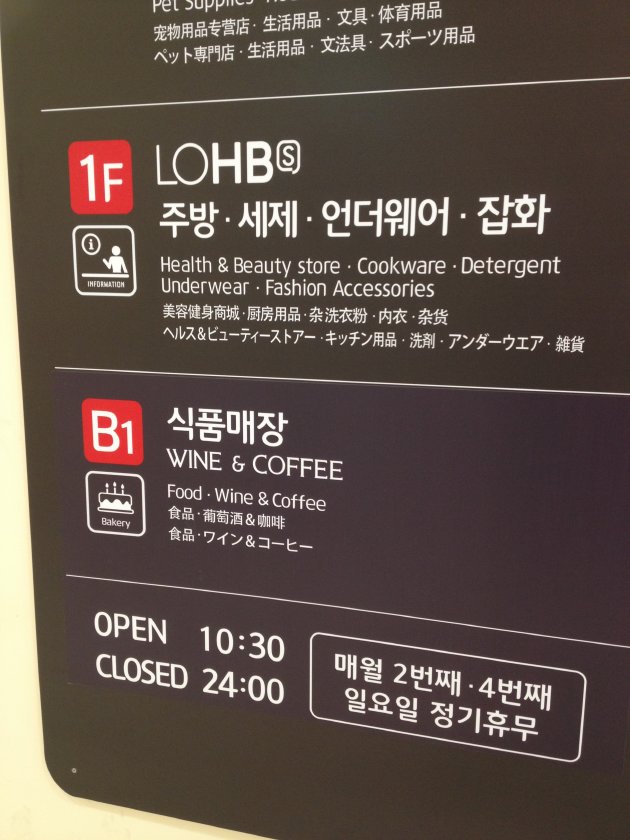 Pet Supplies
宠物用品专营店 · 生活用品 · 文具 · 体育用品
ペット専門店 · 生活用品 · 文法具 · スポーツ用品
1F
LOHBS
주방 · 세제 · 언더웨어 · 잡화
INFORMATION
Health & Beauty store · Cookware · Detergent
Underwear · Fashion Accessories
美容健身商城 · 厨房用品 · 杂洗衣粉 · 内衣 · 杂货
ヘルス&ビューティーストアー · キッチン用品 · 洗剤 · アンダーウエア · 雑貨
B1
식품매장
WINE & COFFEE
Bakery
Food · Wine & Coffee
食品 · 葡萄酒 & 咖啡
食品 · ワイン & コーヒー
OPEN 10:30
CLOSED 24:00
매월 2번째 · 4번째
일요일 정기휴무